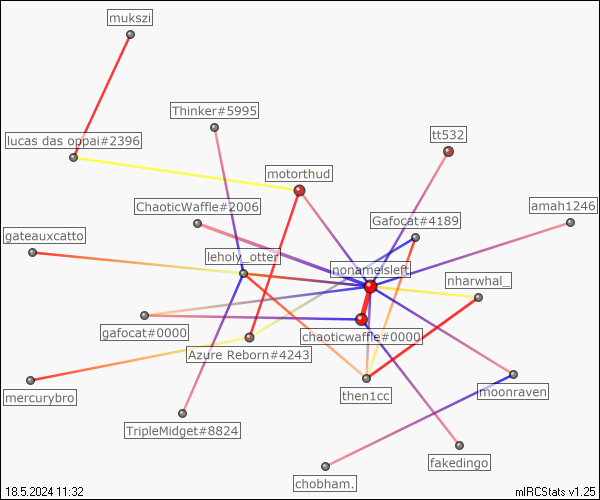 mukszi
Thinker#5995
lucas das oppai#2396
tt532
motorthud
ChaoticWaffle#2006
amah1246
Gafocat#4189
gateauxcatto
leholy_otter
nonameisleft
nharwhal_
gafocat#0000
chaoticwaffle#0000
Azure Reborn#4243
mercurybro
then1cc
moonraven
TripleMidget#8824
fakedingo
chobham.
18.5.2024 11:32
mIRCStats v1.25